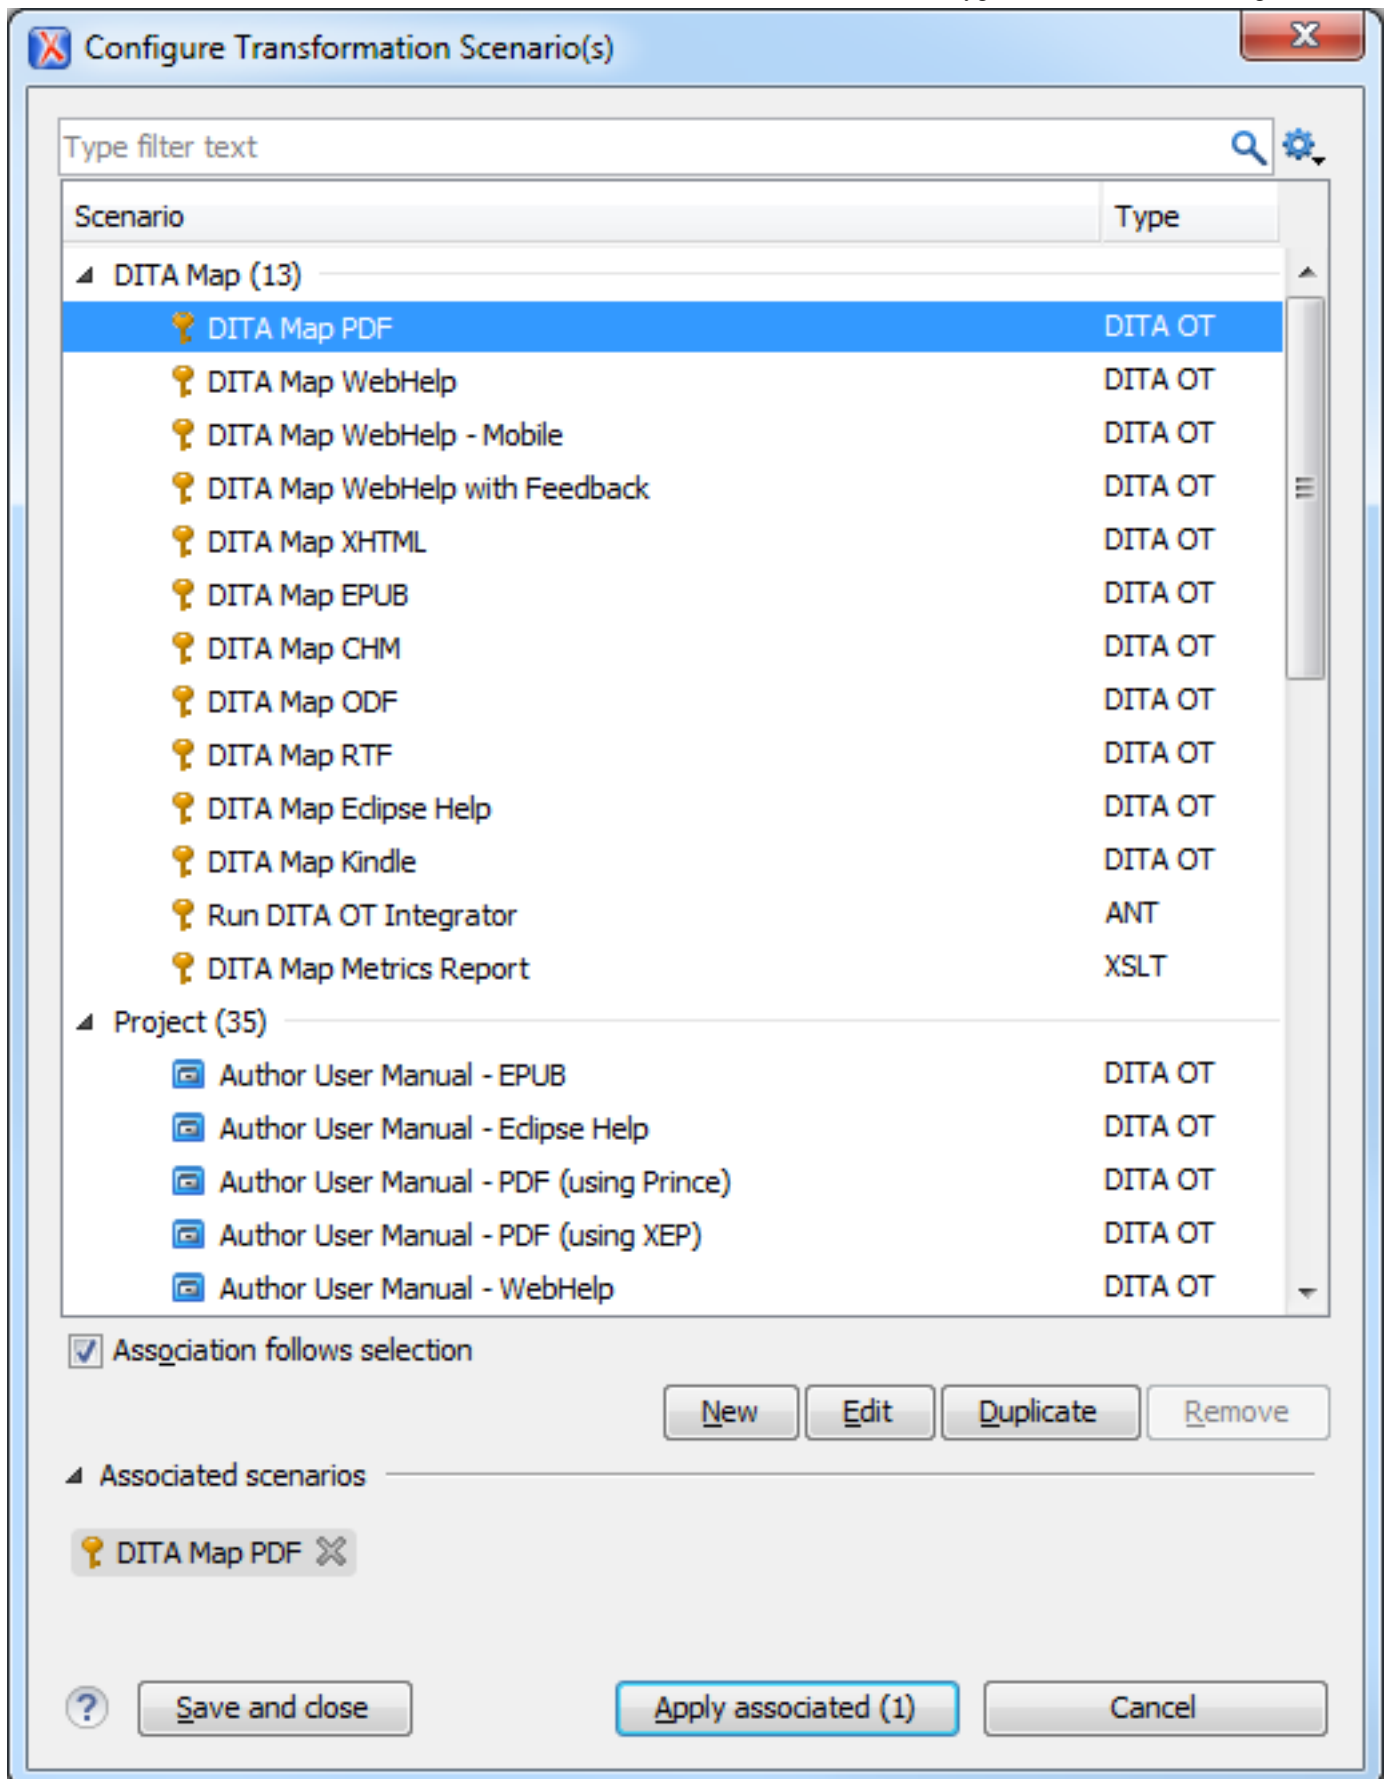 Configure Transformation Scenario(s)
Type filter text
Scenario Type
DITA Map (13)
DITA Map PDF DITA OT
DITA Map WebHelp DITA OT
DITA Map WebHelp - Mobile DITA OT
DITA Map WebHelp with Feedback DITA OT
DITA Map XHTML DITA OT
DITA Map EPUB DITA OT
DITA Map CHM DITA OT
DITA Map ODF DITA OT
DITA Map RTF DITA OT
DITA Map Eclipse Help DITA OT
DITA Map Kindle DITA OT
Run DITA OT Integrator ANT
DITA Map Metrics Report XSLT
Project (35)
Author User Manual - EPUB DITA OT
Author User Manual - Eclipse Help DITA OT
Author User Manual - PDF (using Prince) DITA OT
Author User Manual - PDF (using XEP) DITA OT
Author User Manual - WebHelp DITA OT
Association follows selection
New Edit Duplicate Remove
Associated scenarios
DITA Map PDF
? Save and close Apply associated (1) Cancel